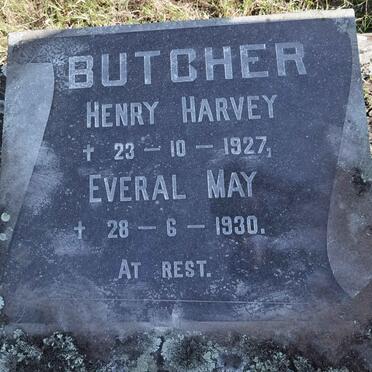 BUTCHER
HENRY HARVEY
† 23 - 10 - 1927,
EVERAL MAY
† 28 - 6 - 1930.
AT REST.